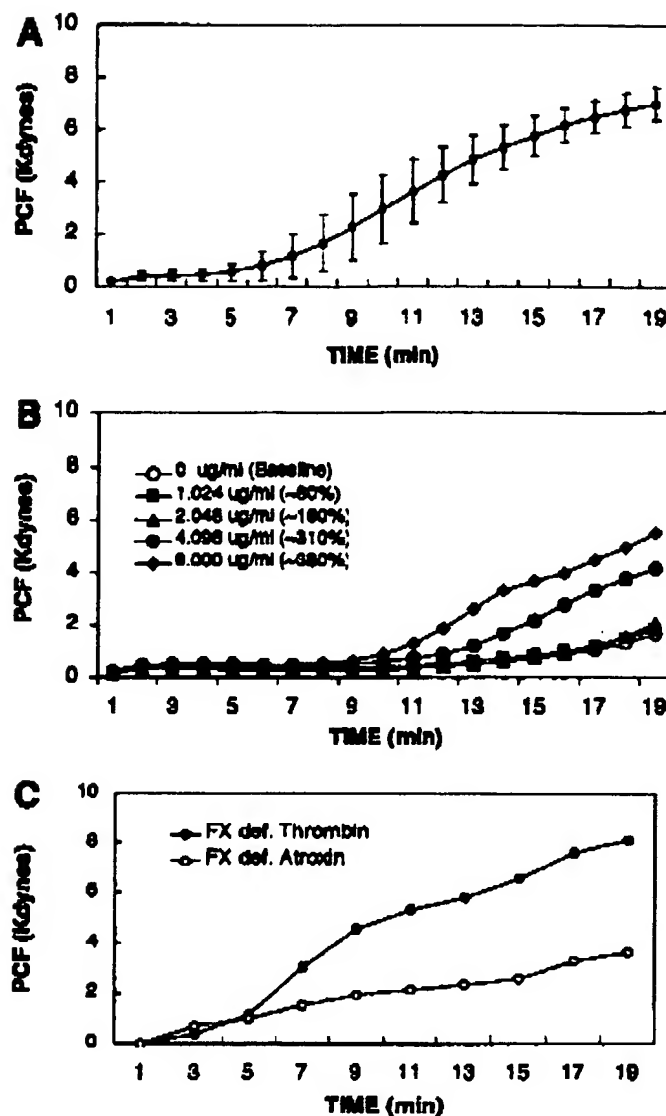 A
10
8
6
4
2
0
PCF (Kdynes)
1 3 5 7 9 11 13 15 17 19
TIME (min)
B
10
8
6
4
2
0
PCF (Kdynes)
0 ug/ml (Baseline)
1.024 ug/ml
2.048 ug/ml
4.096 ug/ml (~310%)
ug/ml
1 3 5 7 9 11 13 15 17 19
TIME (min)
C
10
8
6
4
2
0
PCF (Kdynes)
FX def. Thrombin
FX def. Atroxin
1 3 5 7 9 11 13 15 17 19
TIME (min)